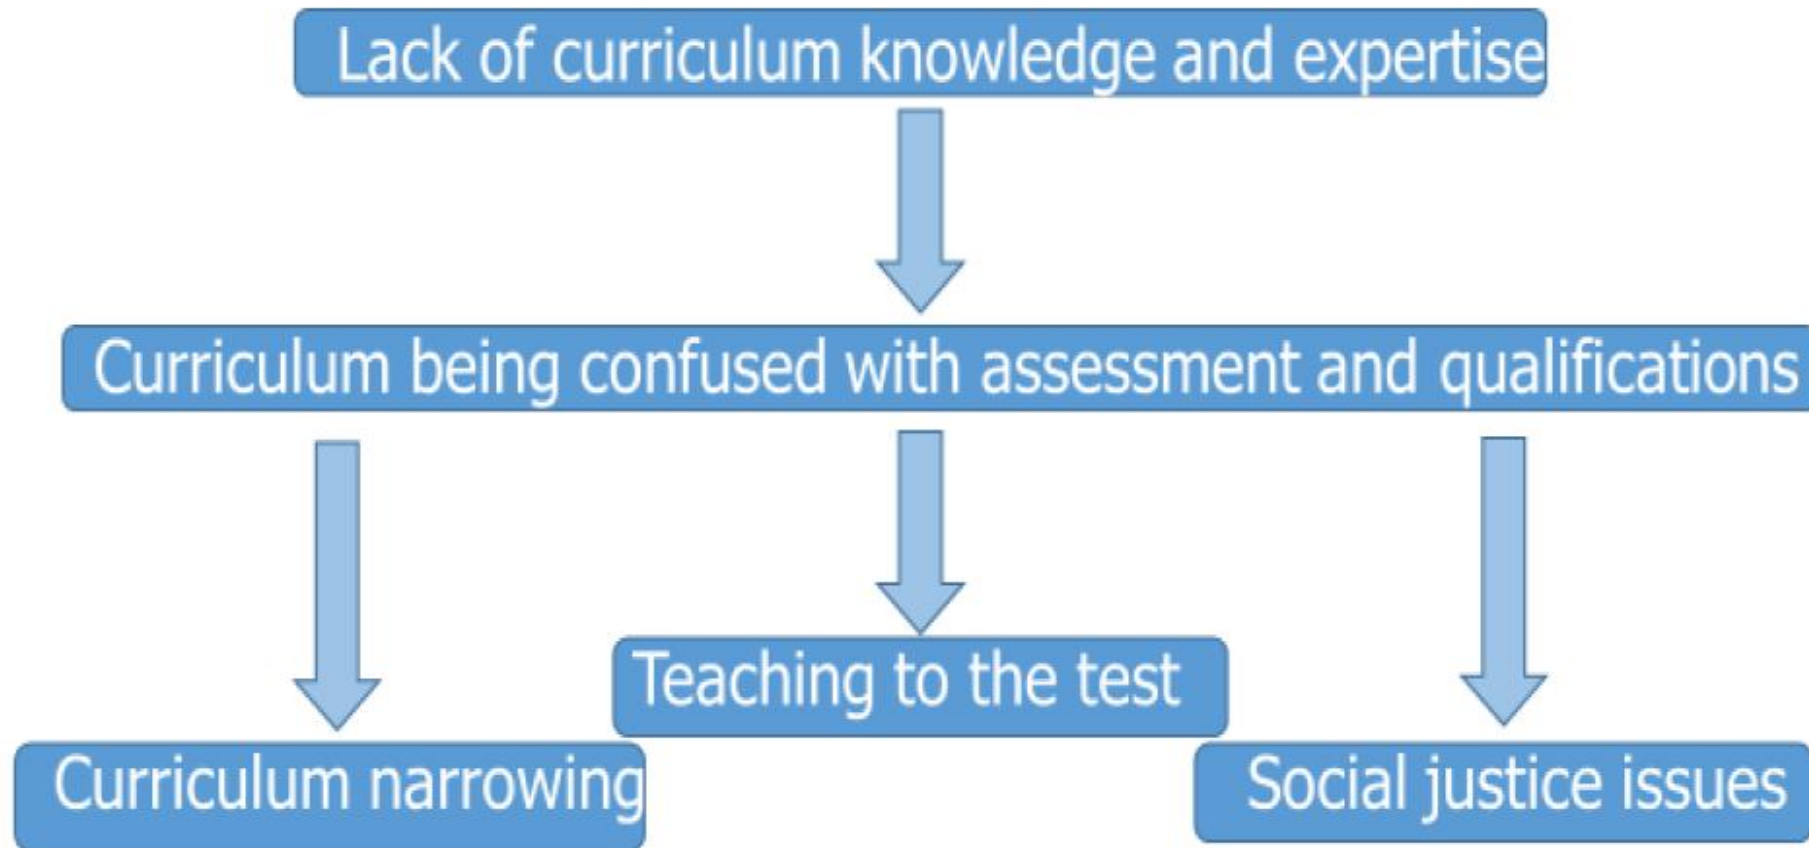 Lack of curriculum knowledge and expertise
Curriculum being confused with assessment and qualifications
Teaching to the test
Curriculum narrowing
Social justice issues